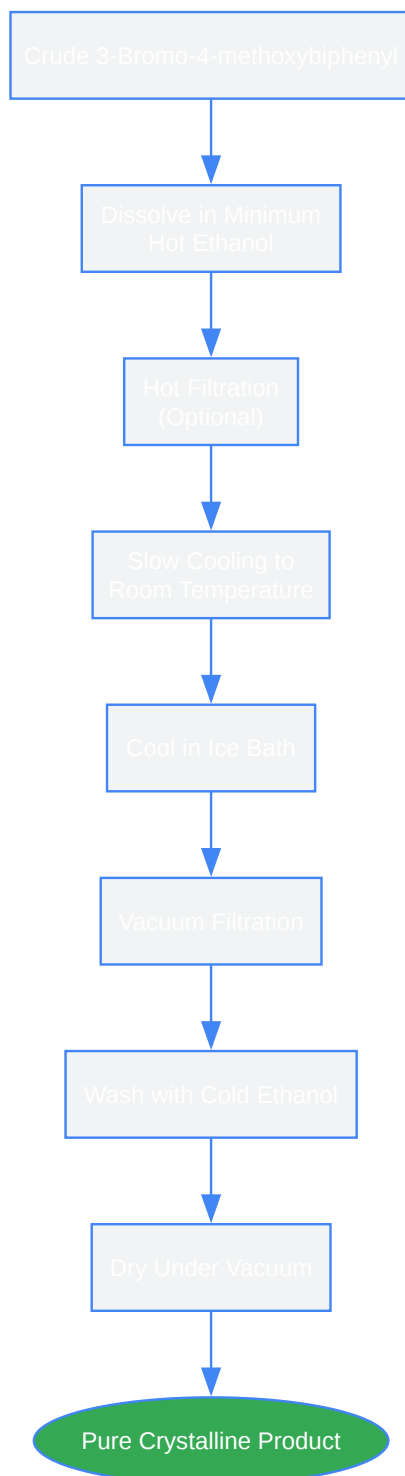 Crude 3-Bromo-4-methoxybiphenyl
Dissolve in Minimum
Hot Ethanol
Hot Filtration
(Optional)
Slow Cooling to
Room Temperature
Cool in Ice Bath
Vacuum Filtration
Wash with Cold Ethanol
Dry Under Vacuum
Pure Crystalline Product